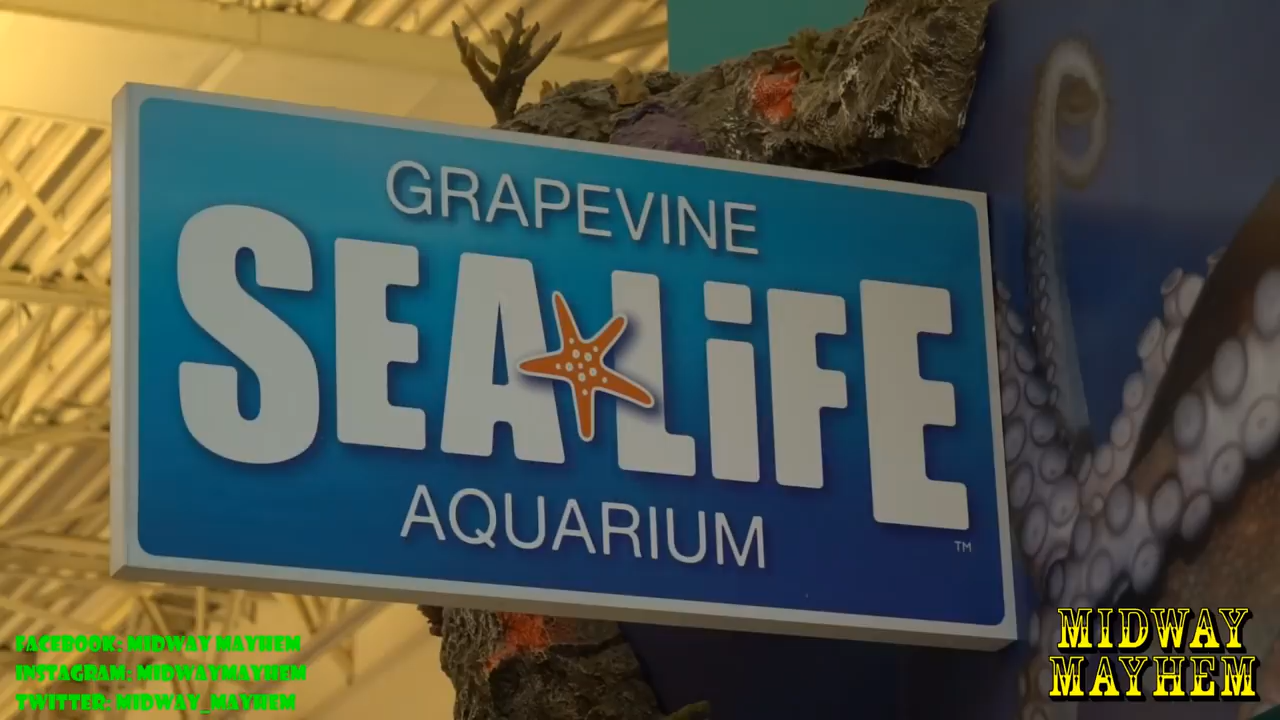 GRAPEVINE
SEA LiFE
AQUARIUM
TM
FACEBOOK: MIDWAY MAYHEM
INSTAGRAM: MIDWAYMAYHEM
TWITTER: MIDWAY_MAYHEM
MIDWAY
MAYHEM